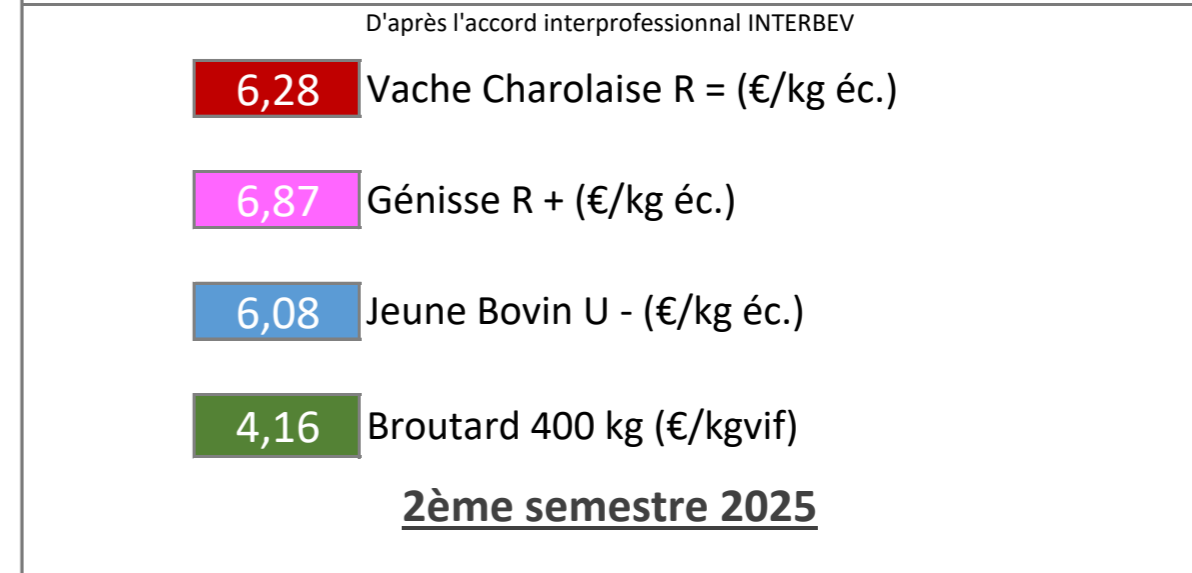 D'après l'accord interprofessionnal INTERBEV
6,28 Vache Charolaise R = (€/kg éc.)
6,87 Génisse R + (€/kg éc.)
6,08 Jeune Bovin U - (€/kg éc.)
4,16 Broutard 400 kg (€/kgvif)
2ème semestre 2025